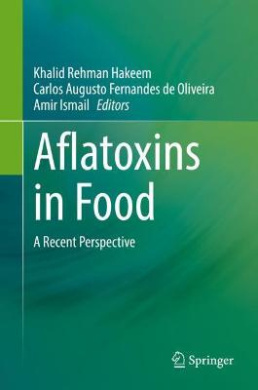 Khalid Rehman Hakeem
Carlos Augusto Fernandes de Oliveira
Amir Ismail Editors
Aflatoxins
in Food
A Recent Perspective
Springer